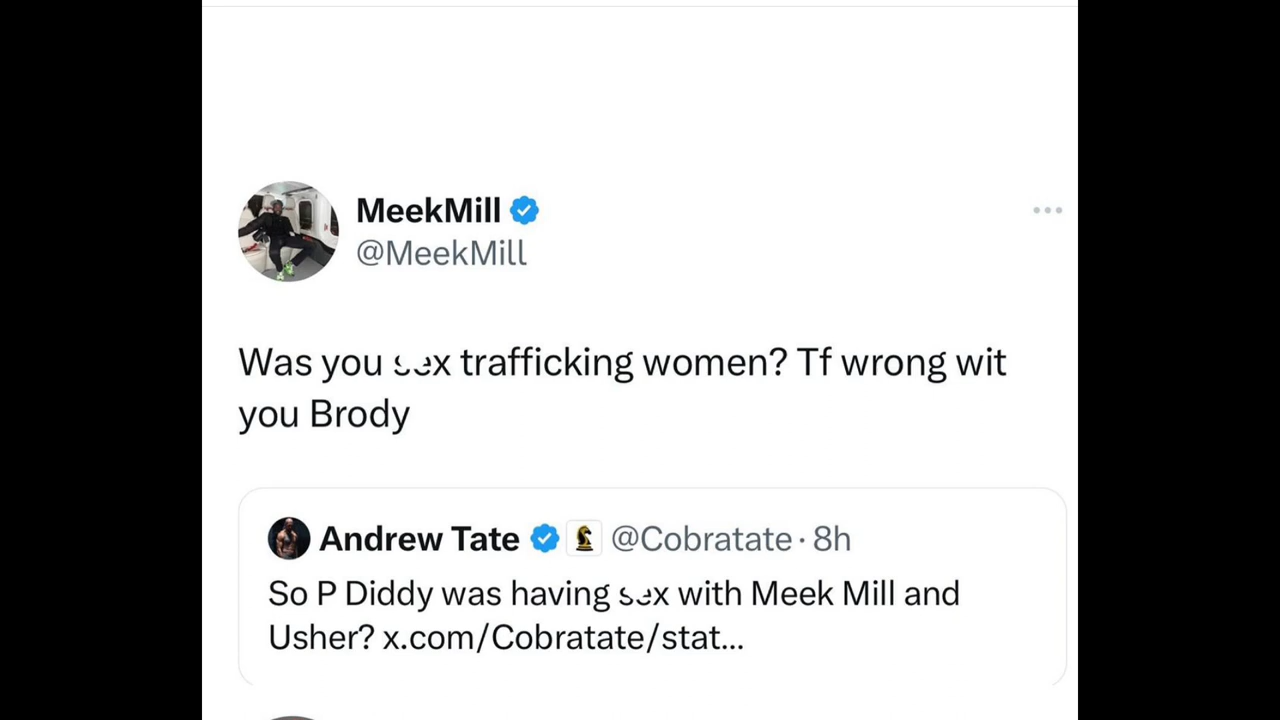 MeekMill
@MeekMill
Was you sex trafficking women? Tf wrong wit
you Brody
Andrew Tate @Cobratate · 8h
So P Diddy was having sex with Meek Mill and
Usher? x.com/Cobratate/stat...